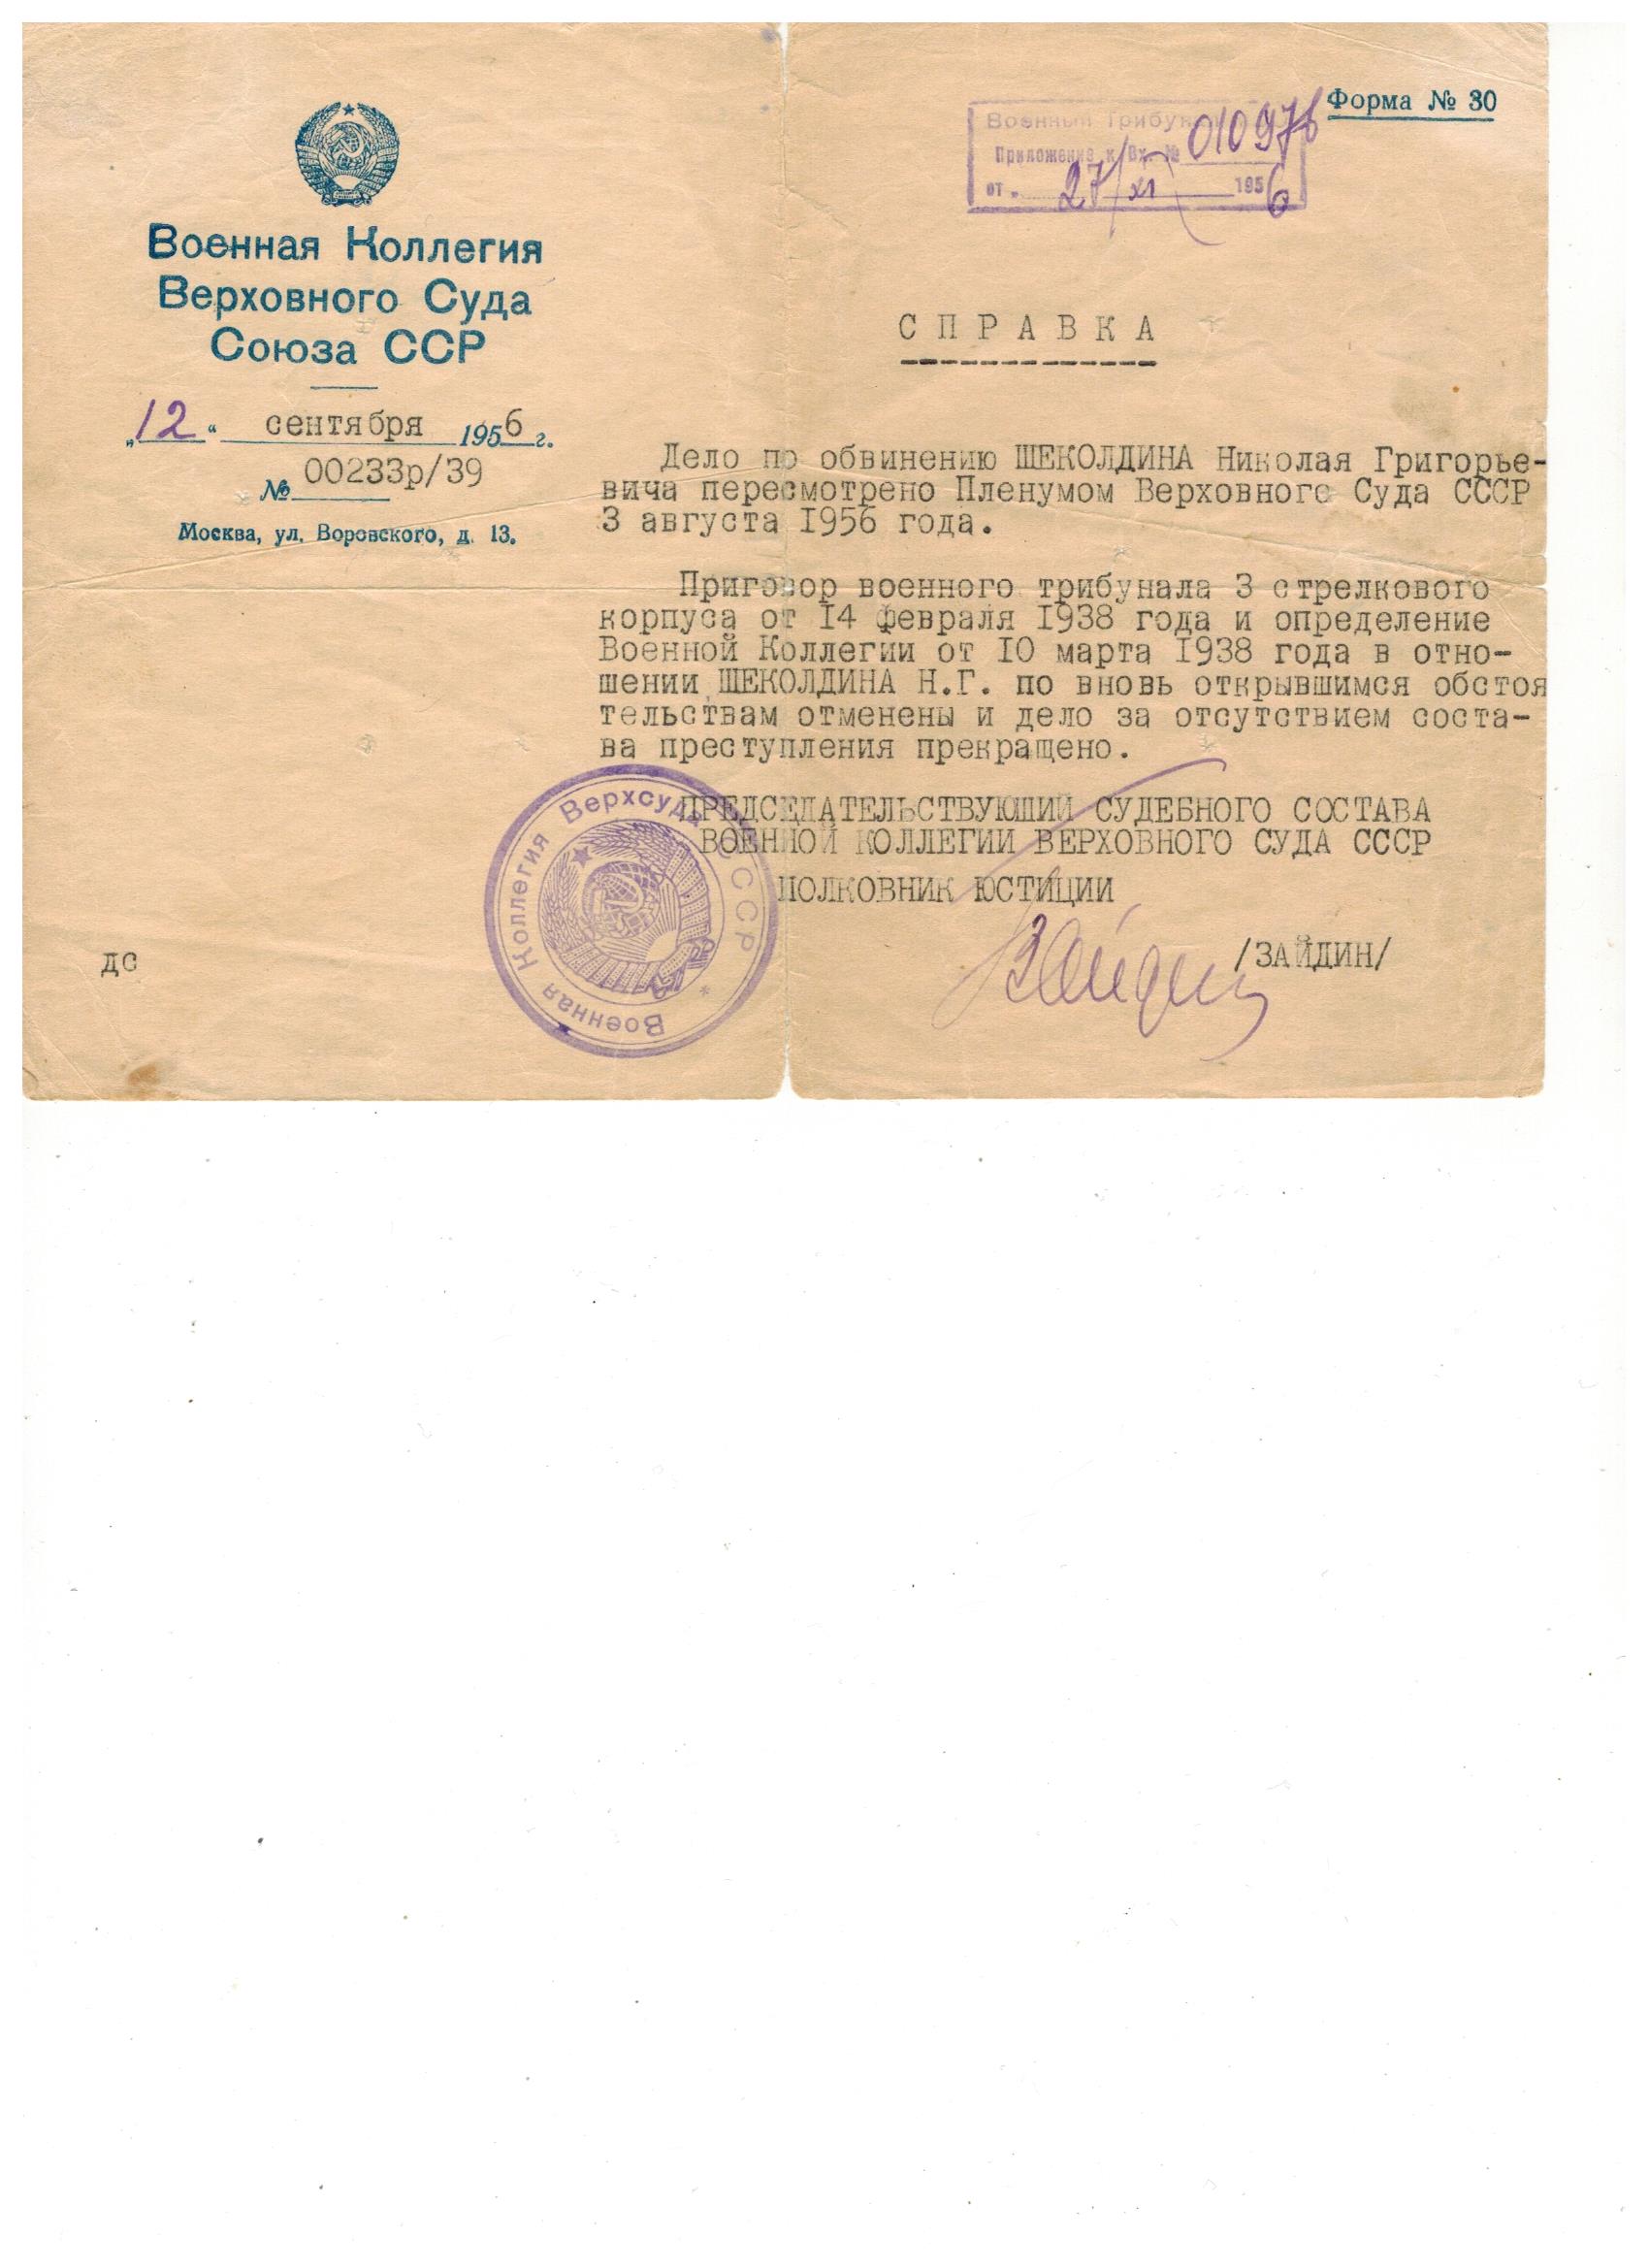 Форма № 30
Военный Трибу
Приложение к Вх. №
от „ 27/XI 1956
Военная Коллегия
Верховного Суда
Союза ССР
„12“ сентября 1956 г.
№ 00233р/39
Москва, ул. Воровского, д. 13.
СПРАВКА
Дело по обвинению ШЕКОЛДИНА Николая Григорье-
вича пересмотрено Пленумом Верховного Суда СССР
3 августа 1956 года.
Приговор военного трибунала 3 стрелкового
корпуса от 14 февраля 1938 года и определение
Военной Коллегии от 10 марта 1938 года в отно-
шении ШЕКОЛДИНА Н.Г. по вновь открывшимся обстоя
тельствам отменены и дело за отсутствием соста-
ва преступления прекращено.
ПРЕДСЕДАТЕЛЬСТВУЮЩИЙ СУДЕБНОГО СОСТАВА
ВОЕННОЙ КОЛЛЕГИИ ВЕРХОВНОГО СУДА СССР
ПОЛКОВНИК ЮСТИЦИИ
Зайдин
/ЗАЙДИН/
дс
Военная Коллегия Верхсуда СССР